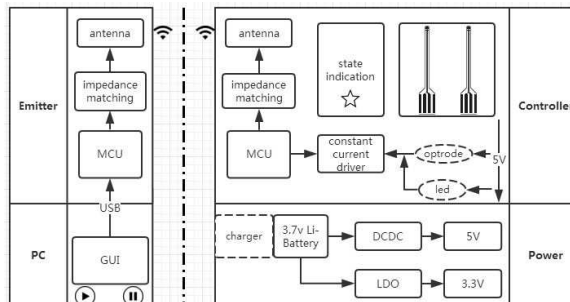 Emitter
antenna
impedance
matching
MCU
USB
PC
GUI
antenna
impedance
matching
MCU
state
indication
constant
current
driver
optrode
led
5V
Controller
charger
3.7v Li-
Battery
DCDC
5V
LDO
3.3V
Power